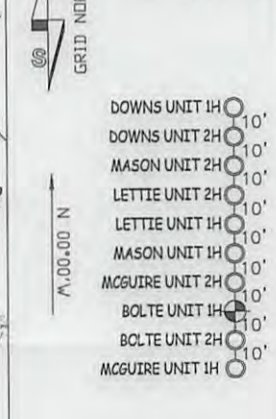 GRID NO
S
DOWNS UNIT 1H
10'
DOWNS UNIT 2H
10'
MASON UNIT 2H
10'
LETTIE UNIT 2H
10'
LETTIE UNIT 1H
10'
MASON UNIT 1H
10'
MCGUIRE UNIT 2H
10'
BOLTE UNIT 1H
10'
BOLTE UNIT 2H
10'
MCGUIRE UNIT 1H
N 00°00' W